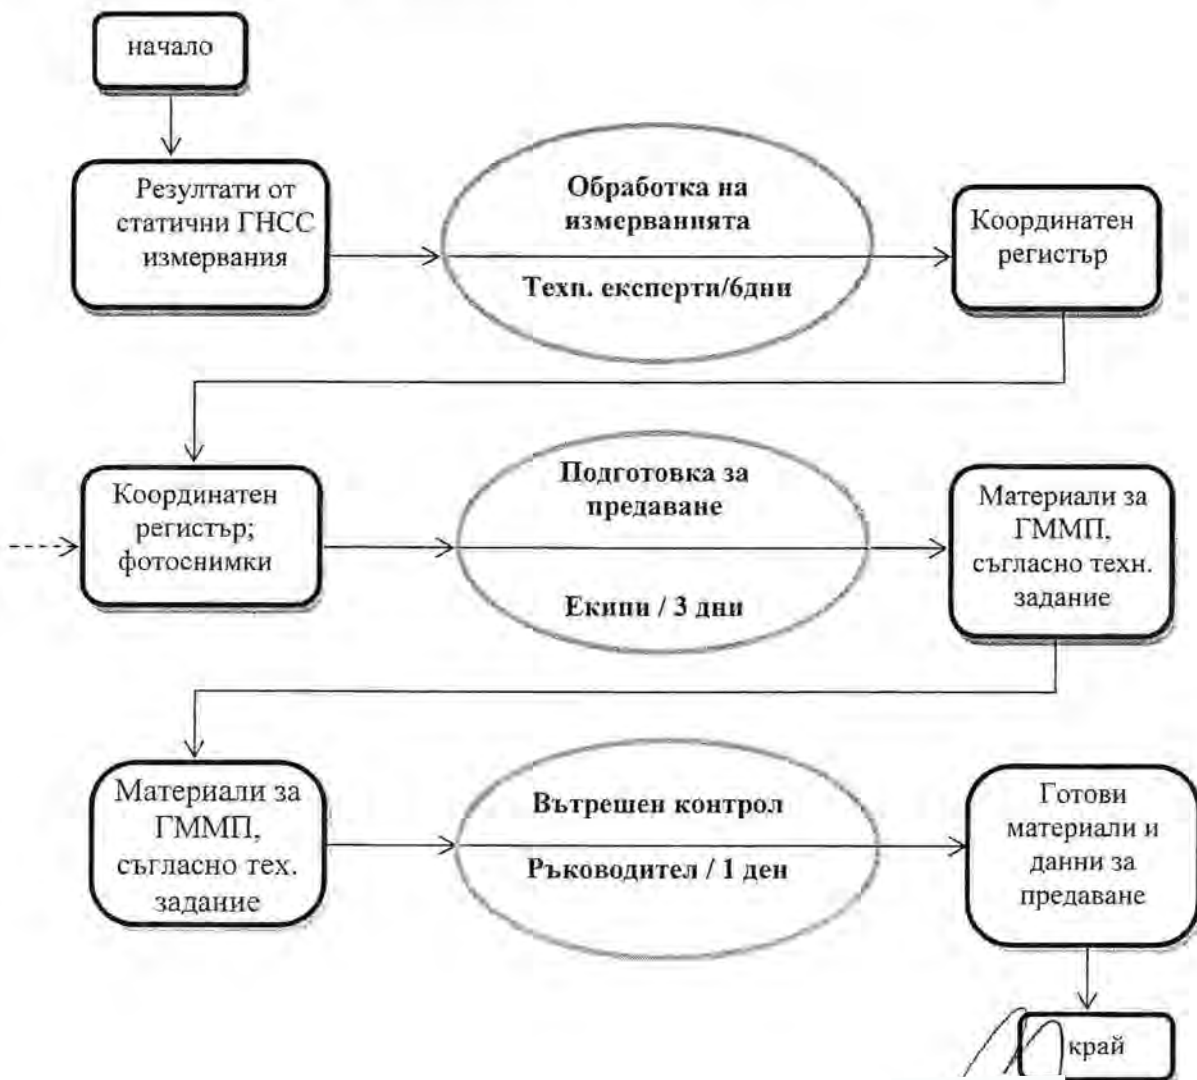 начало
Резултати от
статични ГНСС
измервания
Обработка на
измерванията
Техн. експерти/6дни
Координатен
регистър
Координатен
регистър;
фотоснимки
Подготовка за
предаване
Екипи / 3 дни
Материали за
ГММП,
съгласно техн.
задание
Материали за
ГММП,
съгласно тех.
задание
Вътрешен контрол
Ръководител / 1 ден
Готови
материали и
данни за
предаване
край